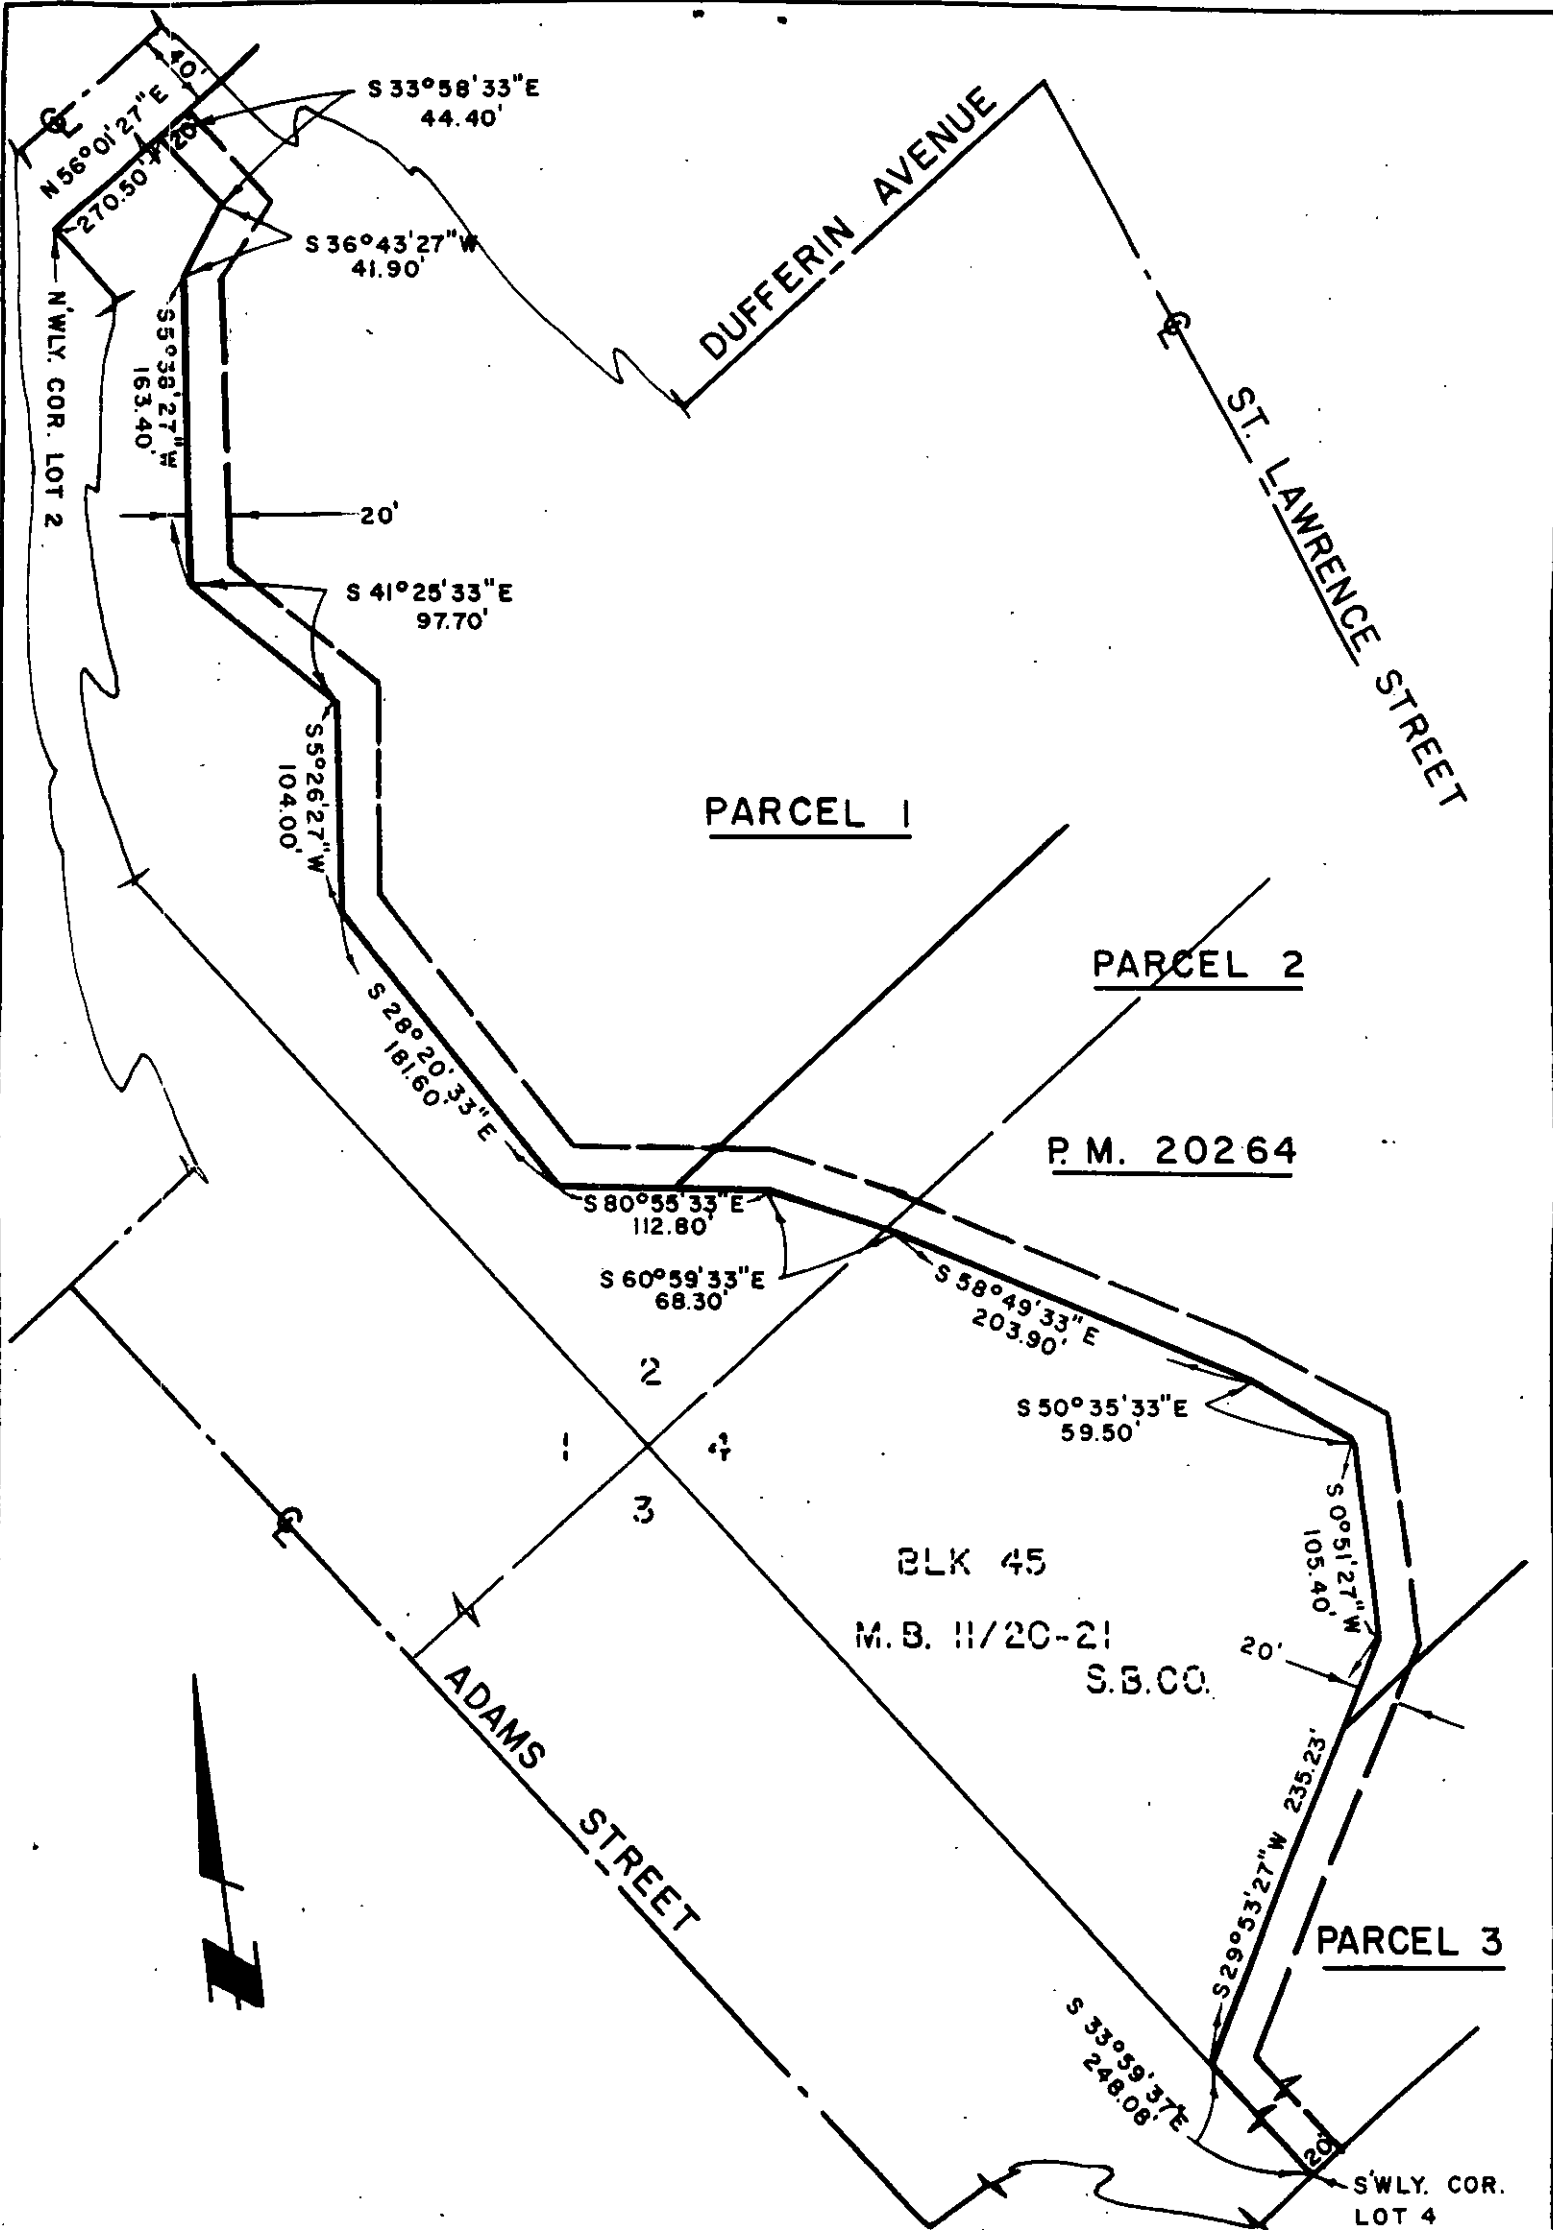 40'
S 33°58'33"E
44.40'
N 56°01'27"E
270.50'
20'
S 36°43'27"W
41.90'
DUFFERIN AVENUE
N'WLY. COR. LOT 2
S 5°38'27"W
163.40'
20'
ST. LAWRENCE STREET
S 41°25'33"E
97.70'
S 5°26'27"W
104.00'
PARCEL 1
PARCEL 2
S 28°20'33"E
181.60'
P.M. 20264
S 80°55'33"E
112.80'
S 60°59'33"E
68.30'
S 58°49'33"E
203.90'
2
S 50°35'33"E
59.50'
1
4
3
S 0°51'27"W
105.40'
BLK 45
M.B. 11/20-21
S.B.CO.
20'
ADAMS STREET
S 29°53'27"W 235.23'
PARCEL 3
S 33°59'37"E
248.08'
20'
S'WLY. COR.
LOT 4